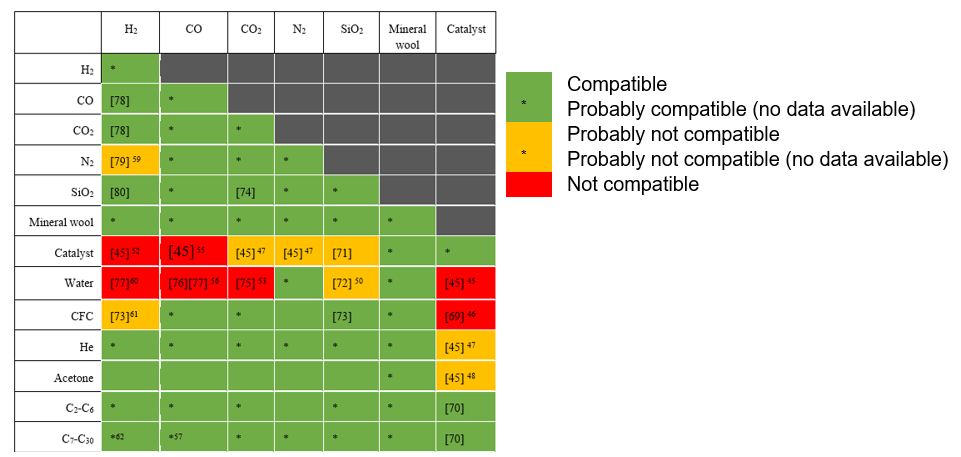 H₂ CO CO₂ N₂ SiO₂ Mineral wool Catalyst
H₂ *
CO [78] *
CO₂ [78] * *
N₂ [79] 59 * * *
SiO₂ [80] * [74] * *
Mineral wool * * * * * *
Catalyst [45] 52 [45] 55 [45] 47 [45] 47 [71] * *
Water [77]60 [76][77] 56 [75] 53 * [72] 50 * [45] 45
CFC [73]61 * * [73] * [69] 46
He * * * * * * [45] 47
Acetone * [45] 48
C₂-C₆ * * * * * [70]
C₇-C₃₀ *62 *57 * * * * [70]
Compatible
* Probably compatible (no data available)
Probably not compatible
* Probably not compatible (no data available)
Not compatible